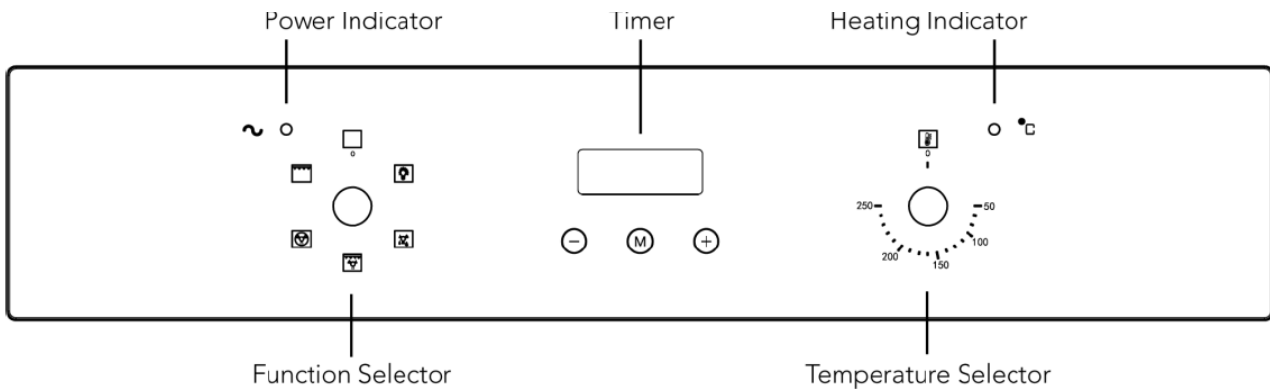 Power Indicator Timer Heating Indicator
°C
0 0
250 50
100
200 150
− M +
Function Selector Temperature Selector